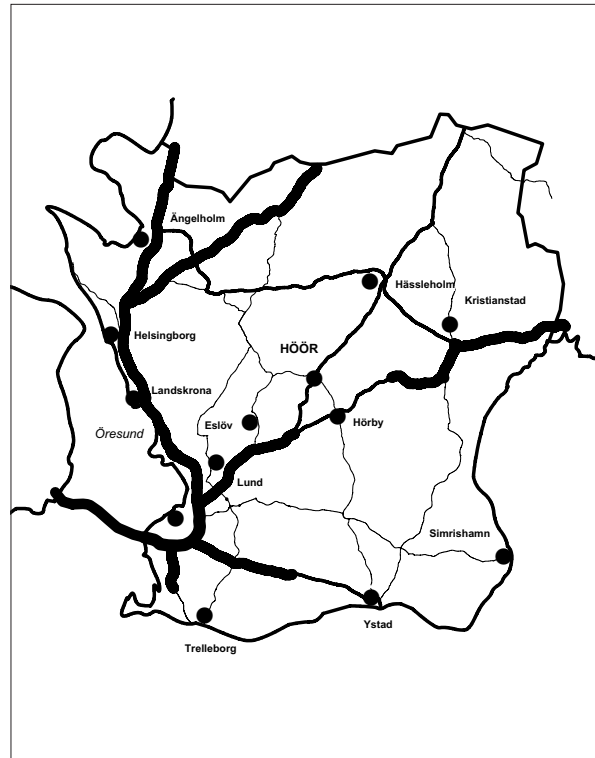 Ängelholm
Hässleholm
Kristianstad
Helsingborg
HÖÖR
Landskrona
Eslöv
Hörby
Öresund
Lund
Simrishamn
Ystad
Trelleborg